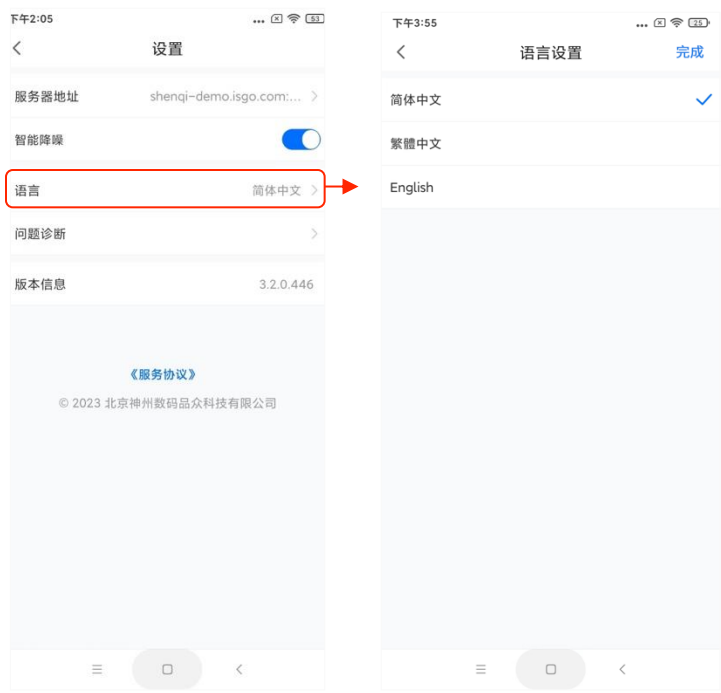 下午2:05
53
设置
服务器地址 shenqi-demo.isgo.com:...
智能降噪
语言 简体中文
问题诊断
版本信息 3.2.0.446
《服务协议》
© 2023 北京神州数码品众科技有限公司
下午3:55
25
语言设置 完成
简体中文
繁體中文
English